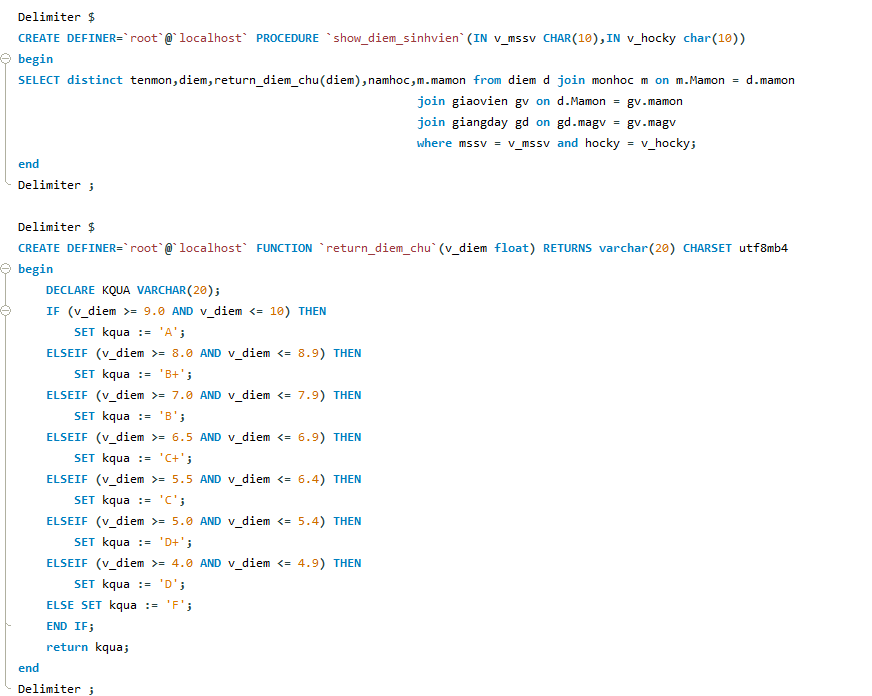 Delimiter $
CREATE DEFINER=`root`@`localhost` PROCEDURE `show_diem_sinhvien`(IN v_mssv CHAR(10),IN v_hocky char(10))
begin
SELECT distinct tenmon,diem,return_diem_chu(diem),namhoc,m.mamon from diem d join monhoc m on m.Mamon = d.mamon
join giaovien gv on d.Mamon = gv.mamon
join giangday gd on gd.magv = gv.magv
where mssv = v_mssv and hocky = v_hocky;
end
Delimiter ;
Delimiter $
CREATE DEFINER=`root`@`localhost` FUNCTION `return_diem_chu`(v_diem float) RETURNS varchar(20) CHARSET utf8mb4
begin
DECLARE KQUA VARCHAR(20);
IF (v_diem >= 9.0 AND v_diem <= 10) THEN
SET kqua := 'A';
ELSEIF (v_diem >= 8.0 AND v_diem <= 8.9) THEN
SET kqua := 'B+';
ELSEIF (v_diem >= 7.0 AND v_diem <= 7.9) THEN
SET kqua := 'B';
ELSEIF (v_diem >= 6.5 AND v_diem <= 6.9) THEN
SET kqua := 'C+';
ELSEIF (v_diem >= 5.5 AND v_diem <= 6.4) THEN
SET kqua := 'C';
ELSEIF (v_diem >= 5.0 AND v_diem <= 5.4) THEN
SET kqua := 'D+';
ELSEIF (v_diem >= 4.0 AND v_diem <= 4.9) THEN
SET kqua := 'D';
ELSE SET kqua := 'F';
END IF;
return kqua;
end
Delimiter ;